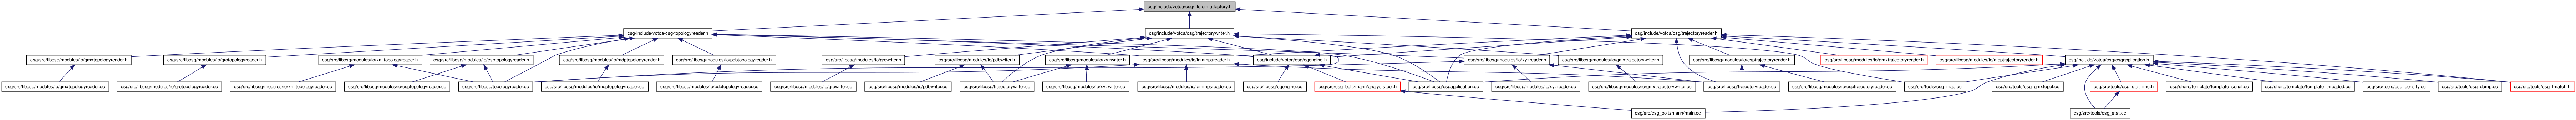 csg/include/votca/csg/fileformatfactory.h
csg/include/votca/csg/topologyreader.h
csg/include/votca/csg/trajectorywriter.h
csg/include/votca/csg/trajectoryreader.h
csg/src/libcsg/modules/io/gmxtopologyreader.h
csg/src/libcsg/modules/io/grotopologyreader.h
csg/src/libcsg/modules/io/xmltopologyreader.h
csg/src/libcsg/modules/io/esptopologyreader.h
csg/src/libcsg/modules/io/mdptopologyreader.h
csg/src/libcsg/modules/io/pdbtopologyreader.h
csg/src/libcsg/modules/io/growriter.h
csg/src/libcsg/modules/io/pdbwriter.h
csg/src/libcsg/modules/io/xyzwriter.h
csg/src/libcsg/modules/io/lammpsreader.h
csg/include/votca/csg/cgengine.h
csg/src/libcsg/modules/io/xyzreader.h
csg/src/libcsg/modules/io/gmxtrajectorywriter.h
csg/src/libcsg/modules/io/esptrajectoryreader.h
csg/src/libcsg/modules/io/gmxtrajectoryreader.h
csg/src/libcsg/modules/io/mdptrajectoryreader.h
csg/include/votca/csg/csgapplication.h
csg/src/libcsg/modules/io/gmxtopologyreader.cc
csg/src/libcsg/modules/io/grotopologyreader.cc
csg/src/libcsg/modules/io/xmltopologyreader.cc
csg/src/libcsg/modules/io/esptopologyreader.cc
csg/src/libcsg/topologyreader.cc
csg/src/libcsg/modules/io/mdptopologyreader.cc
csg/src/libcsg/modules/io/pdbtopologyreader.cc
csg/src/libcsg/modules/io/growriter.cc
csg/src/libcsg/modules/io/pdbwriter.cc
csg/src/libcsg/trajectorywriter.cc
csg/src/libcsg/modules/io/xyzwriter.cc
csg/src/libcsg/modules/io/lammpsreader.cc
csg/src/libcsg/cgengine.cc
csg/src/csg_boltzmann/analysistool.h
csg/src/libcsg/csgapplication.cc
csg/src/libcsg/modules/io/xyzreader.cc
csg/src/libcsg/modules/io/gmxtrajectorywriter.cc
csg/src/libcsg/trajectoryreader.cc
csg/src/libcsg/modules/io/esptrajectoryreader.cc
csg/src/tools/csg_map.cc
csg/src/tools/csg_gmxtopol.cc
csg/src/tools/csg_stat_imc.h
csg/share/template/template_serial.cc
csg/share/template/template_threaded.cc
csg/src/tools/csg_density.cc
csg/src/tools/csg_dump.cc
csg/src/tools/csg_fmatch.h
csg/src/csg_boltzmann/main.cc
csg/src/tools/csg_stat.cc